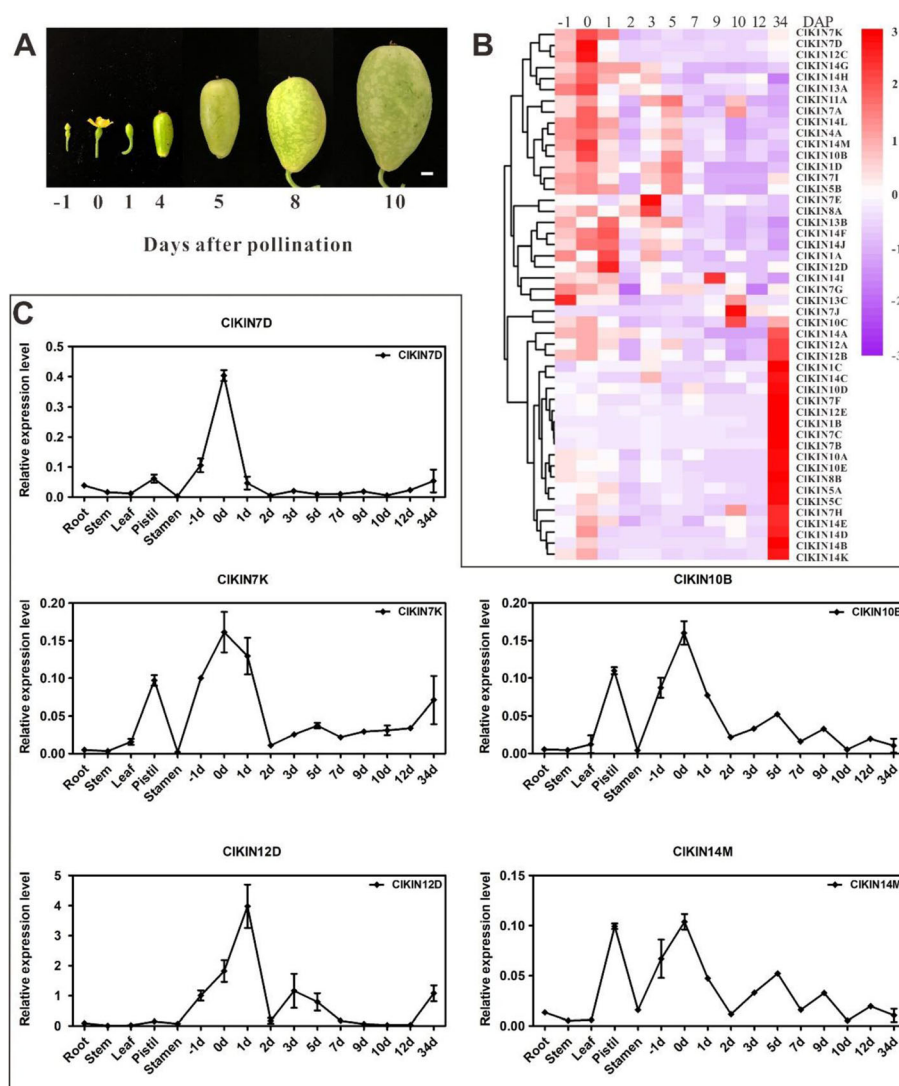 A
-1 0 1 4 5 8 10
Days after pollination
B
-1 0 1 2 3 5 7 9 10 12 34 DAP
ClKIN7K
ClKIN7D
ClKIN12C
ClKIN14G
ClKIN14H
ClKIN13A
ClKIN11A
ClKIN7A
ClKIN14L
ClKIN4A
ClKIN14M
ClKIN10B
ClKIN1D
ClKIN7I
ClKIN5B
ClKIN7E
ClKIN8A
ClKIN13B
ClKIN14F
ClKIN14J
ClKIN1A
ClKIN12D
ClKIN14I
ClKIN7G
ClKIN13C
ClKIN7J
ClKIN10C
ClKIN14A
ClKIN12A
ClKIN12B
ClKIN1C
ClKIN14C
ClKIN10D
ClKIN7F
ClKIN12E
ClKIN1B
ClKIN7C
ClKIN7B
ClKIN10A
ClKIN10E
ClKIN8B
ClKIN5A
ClKIN5C
ClKIN7H
ClKIN14E
ClKIN14D
ClKIN14B
ClKIN14K
3
2
1
0
-1
-2
-3
C
ClKIN7D
ClKIN7D
Relative expression level
0.5
0.4
0.3
0.2
0.1
0.0
Root Stem Leaf Pistil Stamen -1d 0d 1d 2d 3d 5d 7d 9d 10d 12d 34d
ClKIN7K
ClKIN7K
Relative expression level
0.20
0.15
0.10
0.05
0.00
Root Stem Leaf Pistil Stamen -1d 0d 1d 2d 3d 5d 7d 9d 10d 12d 34d
ClKIN10B
ClKIN10B
Relative expression level
0.20
0.15
0.10
0.05
0.00
Root Stem Leaf Pistil Stamen -1d 0d 1d 2d 3d 5d 7d 9d 10d 12d 34d
ClKIN12D
ClKIN12D
Relative expression level
5
4
3
2
1
0
Root Stem Leaf Pistil Stamen -1d 0d 1d 2d 3d 5d 7d 9d 10d 12d 34d
ClKIN14M
ClKIN14M
Relative expression level
0.15
0.10
0.05
0.00
Root Stem Leaf Pistil Stamen -1d 0d 1d 2d 3d 5d 7d 9d 10d 12d 34d